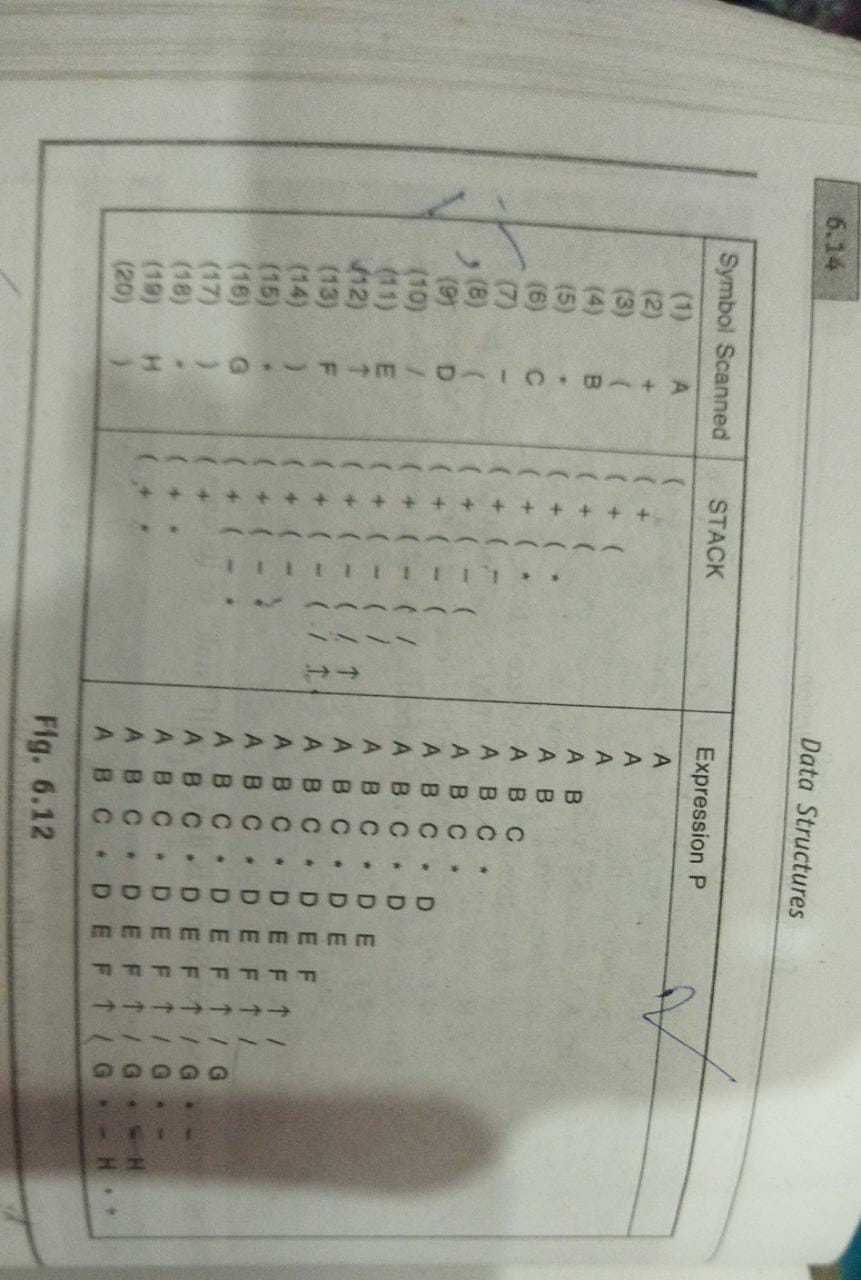 6.14
Data Structures
Symbol Scanned STACK Expression P
(1) A ( A
(2) + ( + A
(3) ( ( + ( A
(4) B ( + ( A B
(5) * ( + ( * A B
(6) C ( + ( * A B C
(7) – ( + ( – A B C *
(8) ( ( + ( – ( A B C *
(9) D ( + ( – ( A B C * D
(10) / ( + ( – ( / A B C * D
(11) E ( + ( – ( / A B C * D E
(12) ↑ ( + ( – ( / ↑ A B C * D E
(13) F ( + ( – ( / ↑ A B C * D E F
(14) ) ( + ( – A B C * D E F ↑ /
(15) * ( + ( – * A B C * D E F ↑ /
(16) G ( + ( – * A B C * D E F ↑ / G
(17) ) ( + A B C * D E F ↑ / G * –
(18) * ( + * A B C * D E F ↑ / G * –
(19) H ( + * A B C * D E F ↑ / G * – H
(20) ) A B C * D E F ↑ / G * – H * *
Fig. 6.12